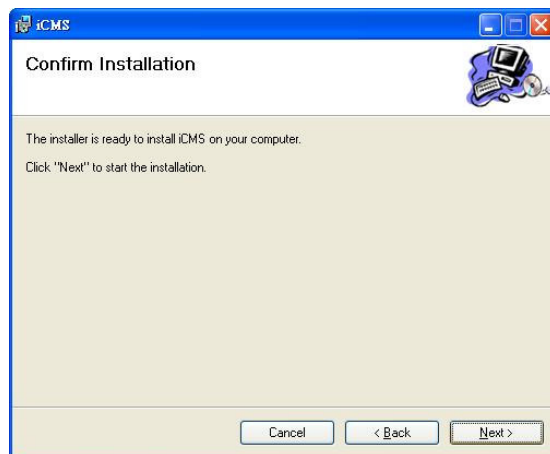 iCMS
Confirm Installation
The installer is ready to install iCMS on your computer.
Click "Next" to start the installation.
Cancel
< Back
Next >